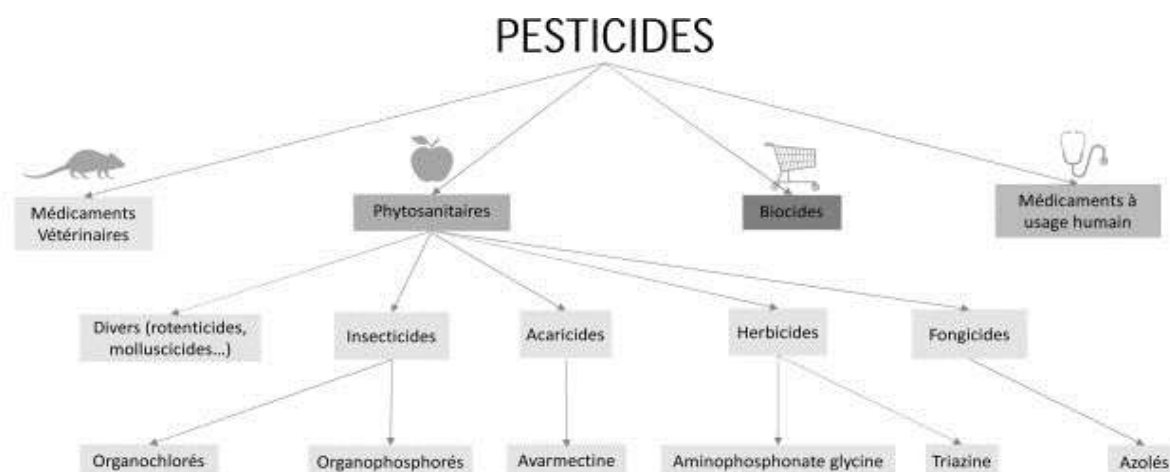 PESTICIDES
Médicaments
Vétérinaires
Phytosanitaires
Biocides
Médicaments à
usage humain
Divers (rotenticides,
molluscicides...)
Insecticides
Acaricides
Herbicides
Fongicides
Organochlorés
Organophosphorés
Avarmectine
Aminophosphonate glycine
Triazine
Azolés